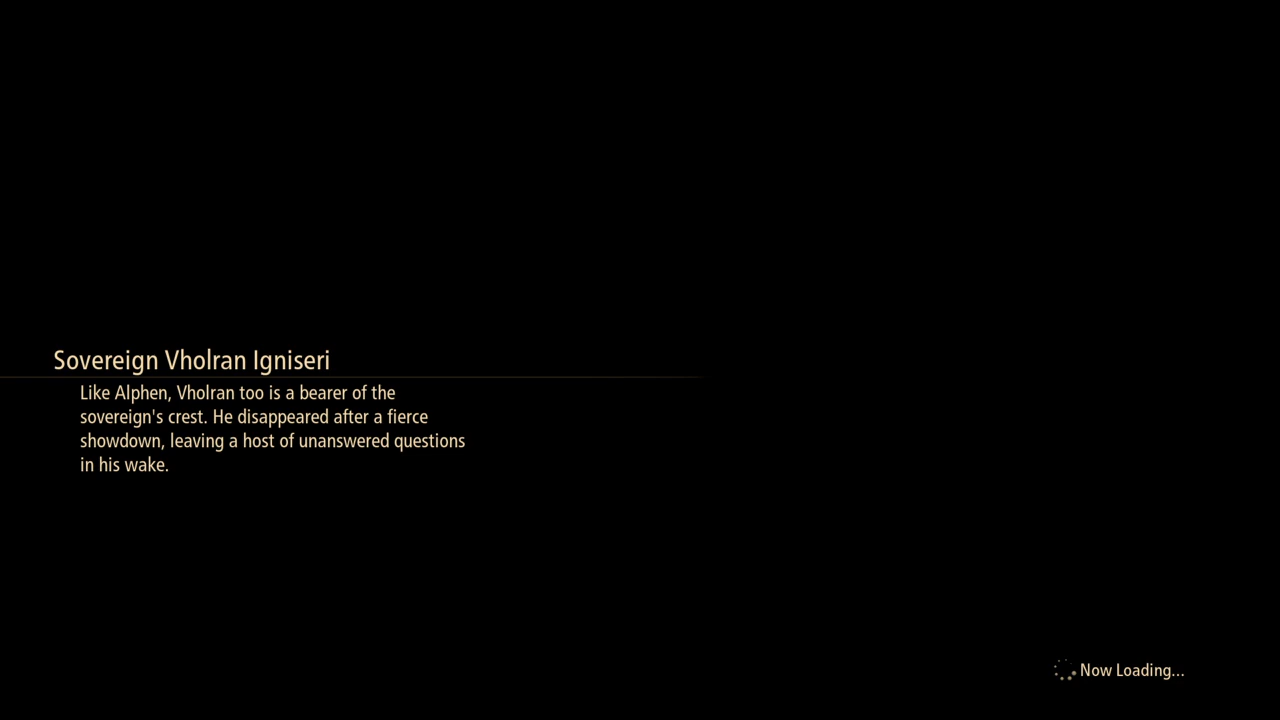 Sovereign Vholran Igniseri
Like Alphen, Vholran too is a bearer of the
sovereign's crest. He disappeared after a fierce
showdown, leaving a host of unanswered questions
in his wake.
Now Loading...